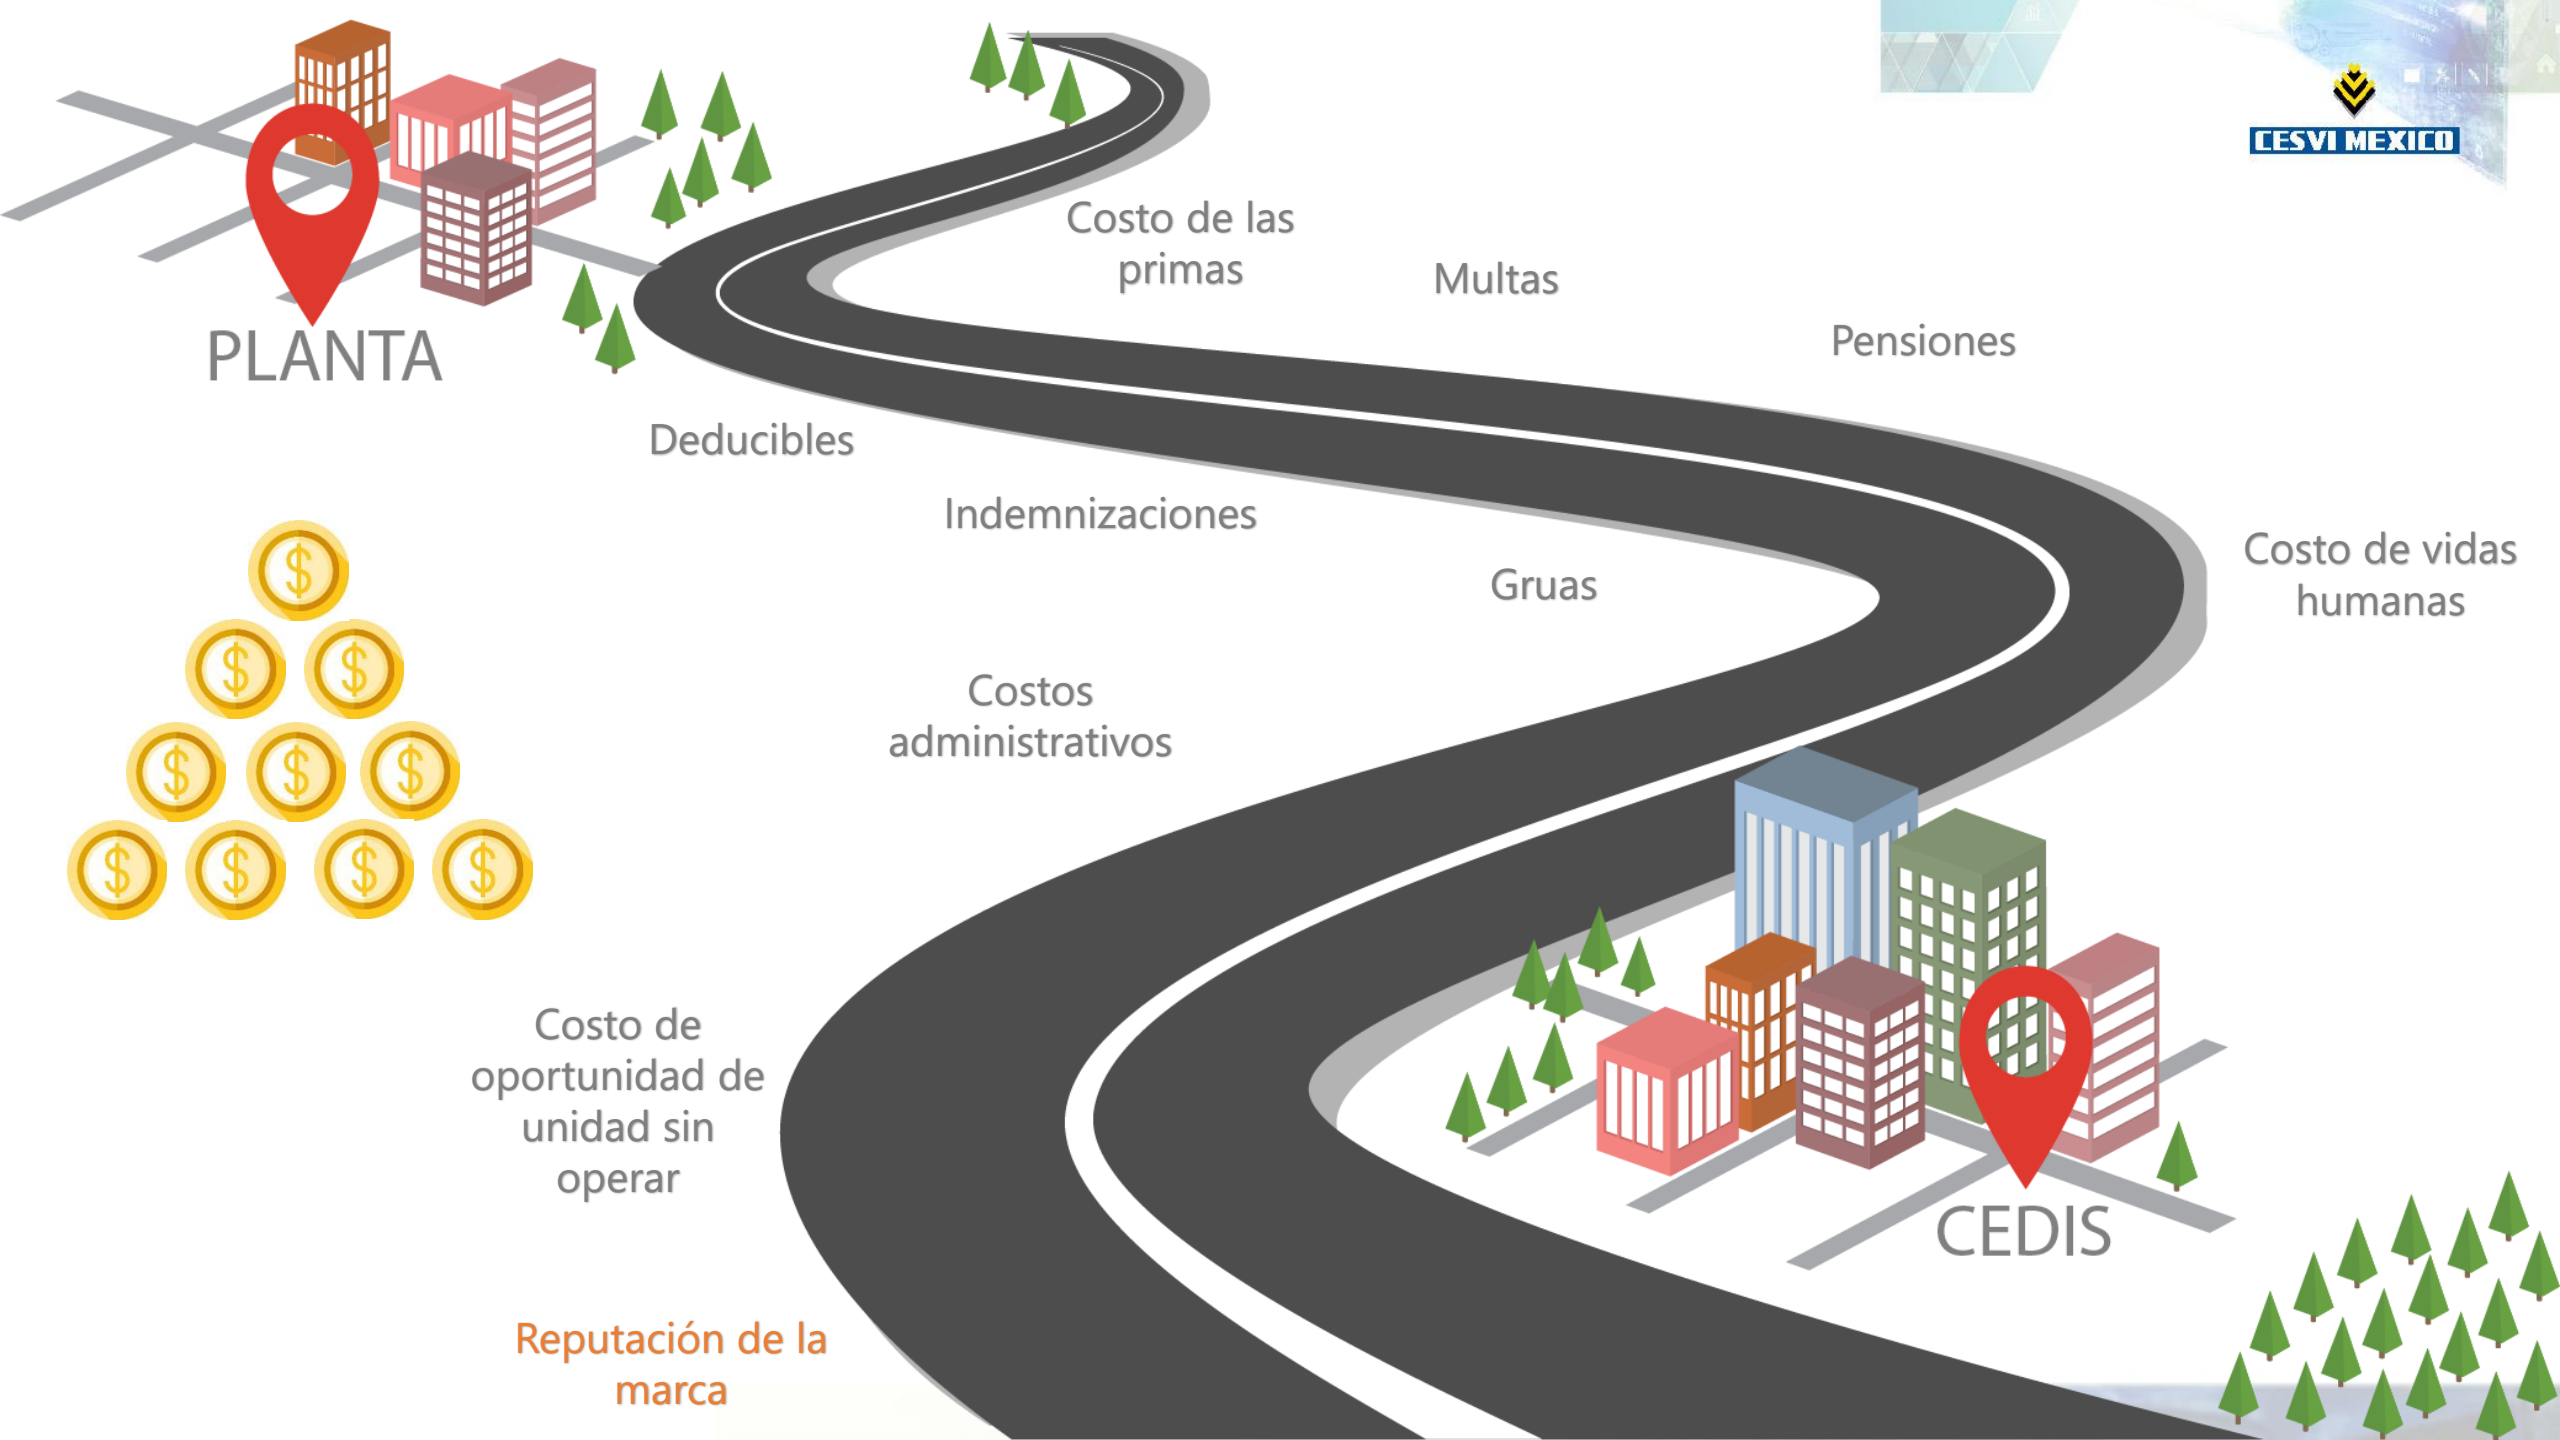 CESVI MEXICO
Costo de las
primas
Multas
Pensiones
PLANTA
Deducibles
Indemnizaciones
Gruas
Costo de vidas
humanas
Costos
administrativos
$
$ $
$ $ $
$ $ $ $
Costo de
oportunidad de
unidad sin
operar
CEDIS
Reputación de la
marca